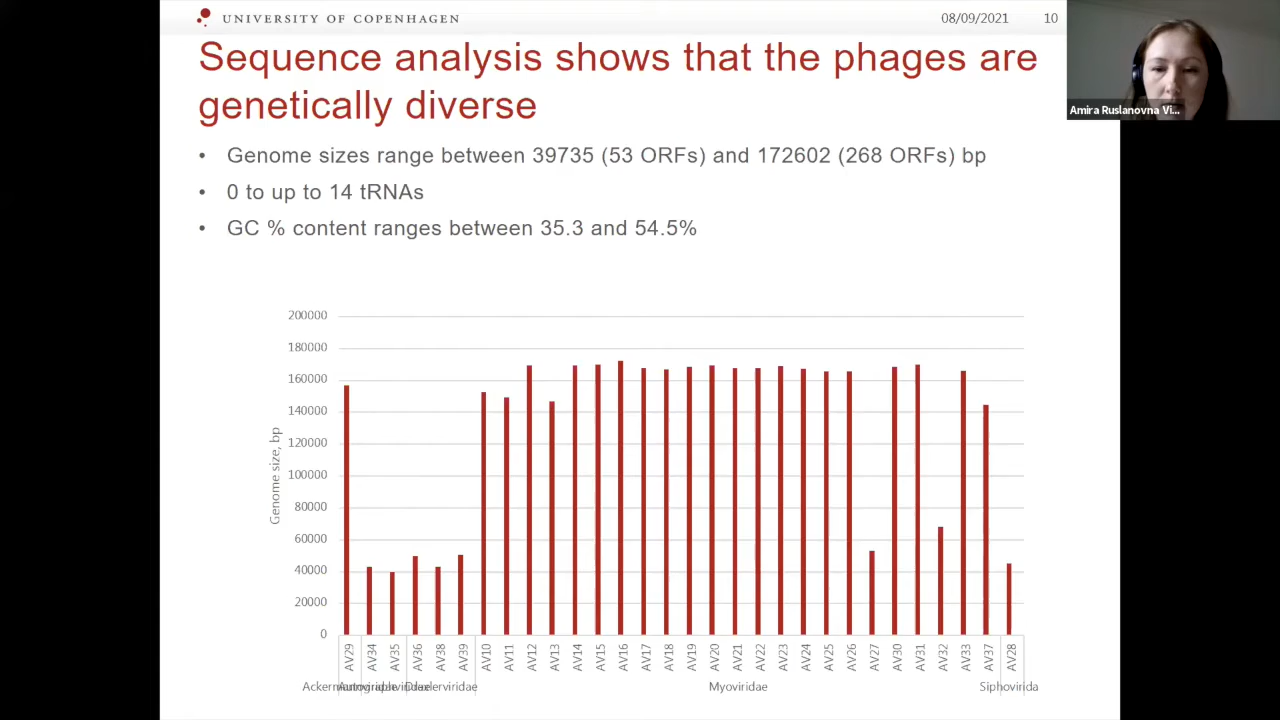 UNIVERSITY OF COPENHAGEN
08/09/2021 10
Sequence analysis shows that the phages are
genetically diverse
Amira Ruslanovna Vi...
• Genome sizes range between 39735 (53 ORFs) and 172602 (268 ORFs) bp
• 0 to up to 14 tRNAs
• GC % content ranges between 35.3 and 54.5%
200000
180000
160000
140000
120000
100000
80000
60000
40000
20000
0
Genome size, bp
AV29 AV34 AV35 AV36 AV38 AV39 AV10 AV11 AV12 AV13 AV14 AV15 AV16 AV17 AV18 AV19 AV20 AV21 AV22 AV23 AV24 AV25 AV26 AV27 AV30 AV31 AV32 AV33 AV37 AV28
Myoviridae Siphovirida